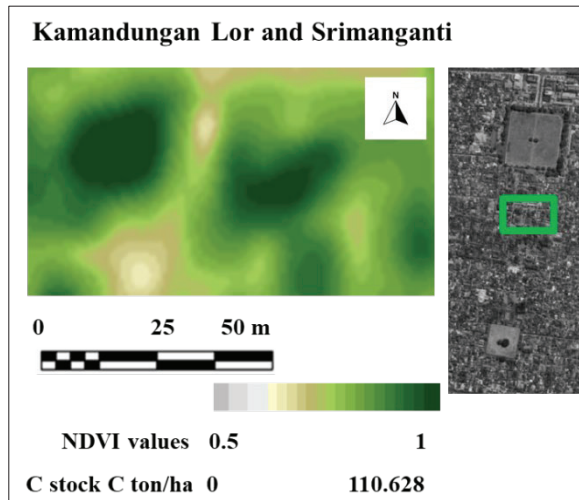 Kamandungan Lor and Srimanganti
N
0 25 50 m
NDVI values 0.5 1
C stock C ton/ha 0 110.628